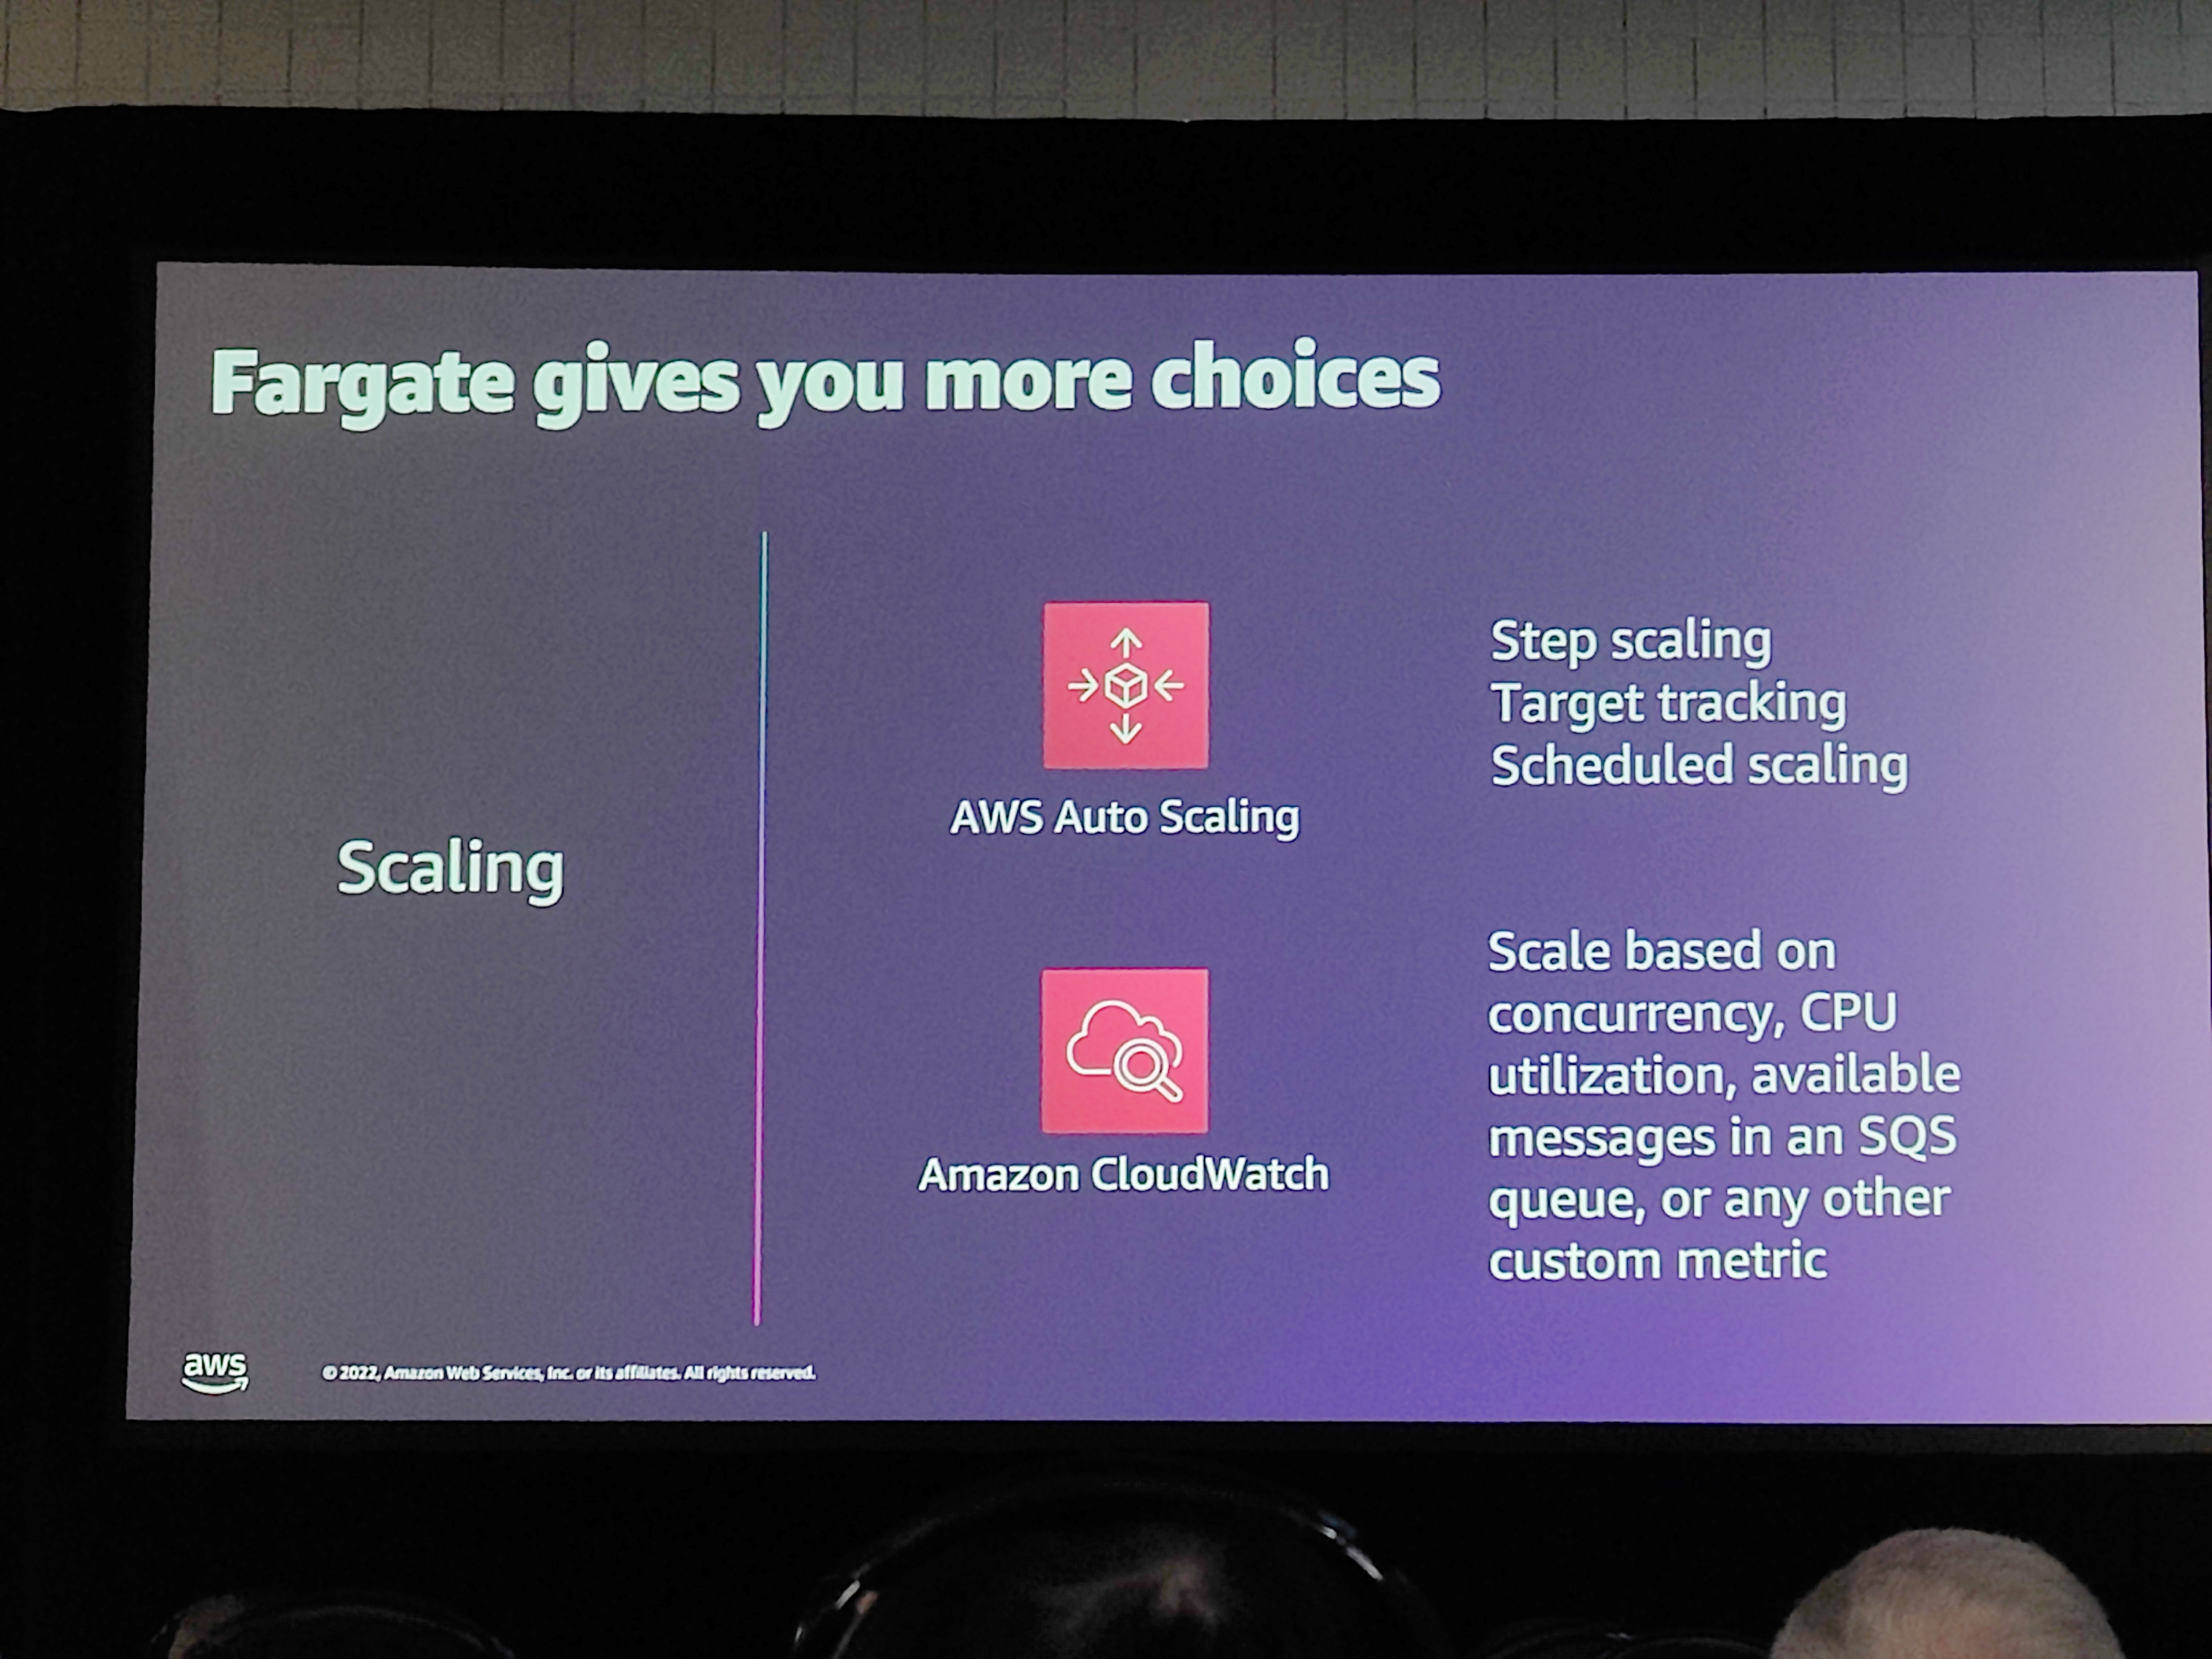 Fargate gives you more choices
Scaling
AWS Auto Scaling
Step scaling
Target tracking
Scheduled scaling
Amazon CloudWatch
Scale based on
concurrency, CPU
utilization, available
messages in an SQS
queue, or any other
custom metric
aws
© 2022, Amazon Web Services, Inc. or its affiliates. All rights reserved.